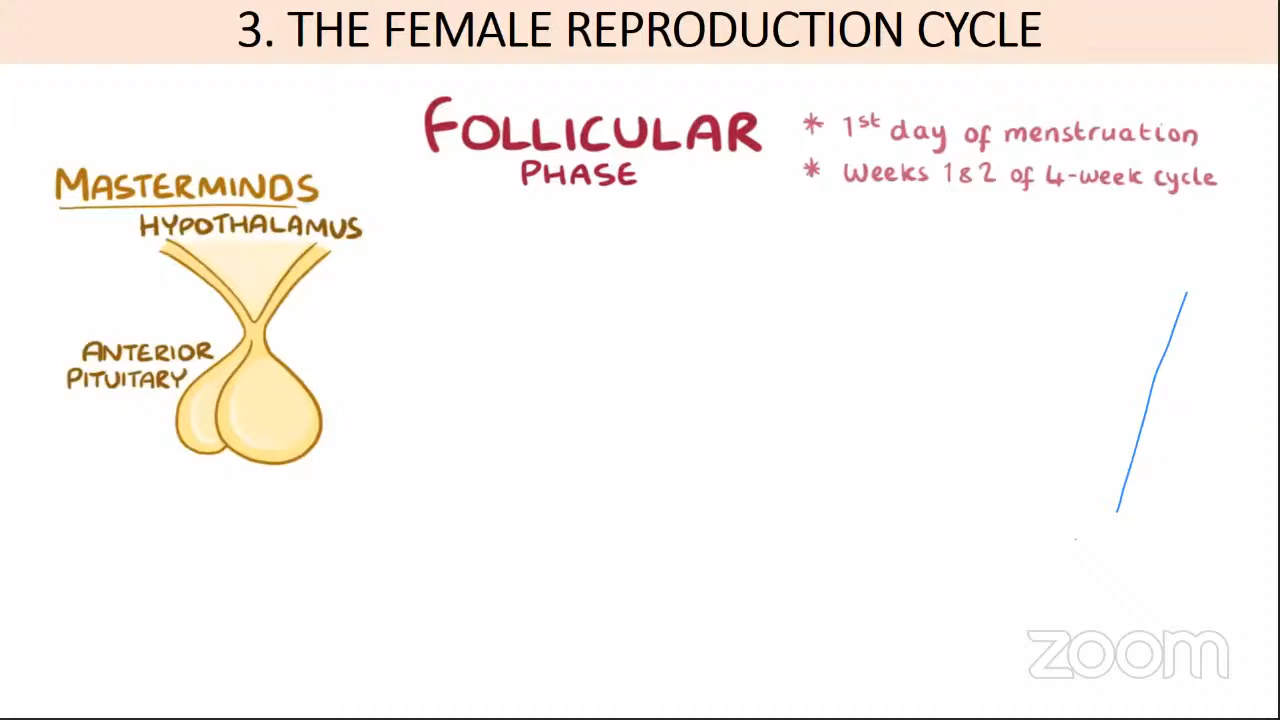 3. THE FEMALE REPRODUCTION CYCLE
FOLLICULAR
PHASE
* 1st day of menstruation
* Weeks 1 & 2 of 4-week cycle
MASTERMINDS
HYPOTHALAMUS
ANTERIOR
PITUITARY
zoom